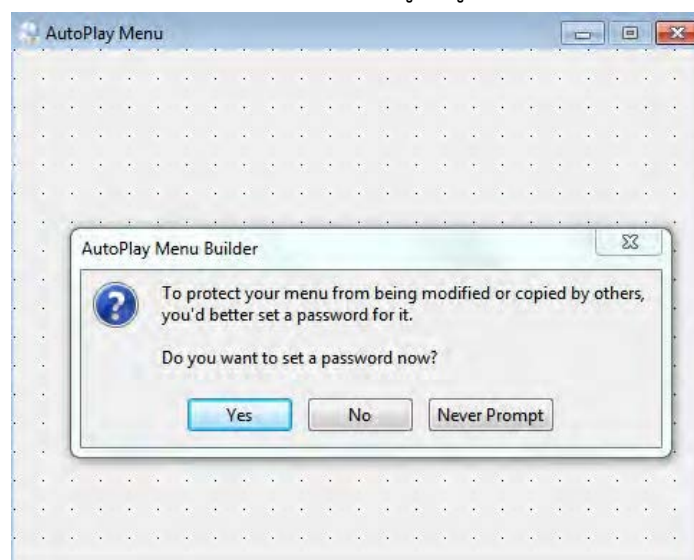 AutoPlay Menu
AutoPlay Menu Builder
To protect your menu from being modified or copied by others,
you'd better set a password for it.
Do you want to set a password now?
Yes No Never Prompt